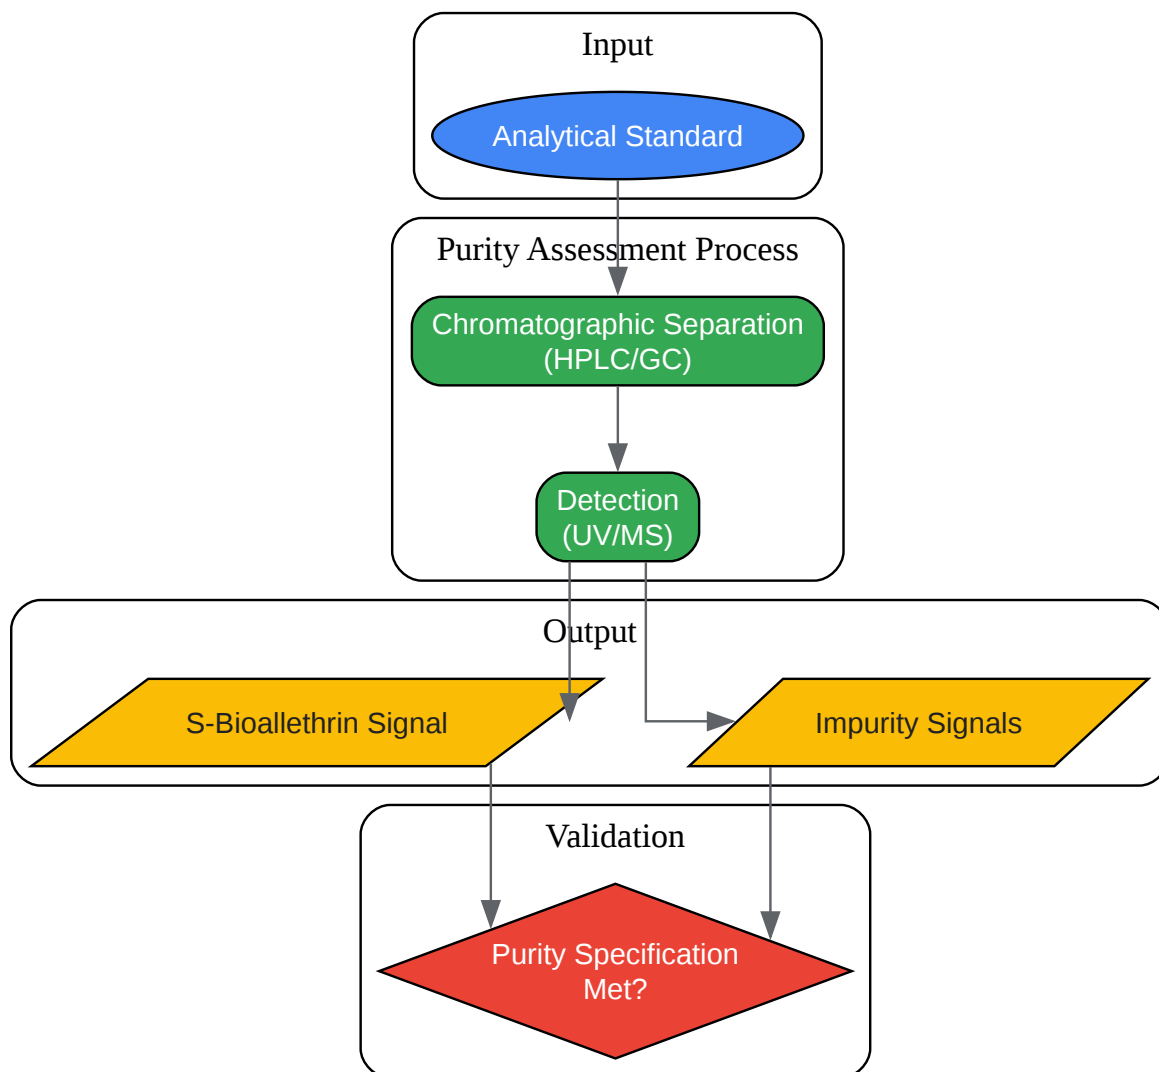 Input
Analytical Standard
Purity Assessment Process
Chromatographic Separation
(HPLC/GC)
Detection
(UV/MS)
Output
S-Bioallethrin Signal
Impurity Signals
Validation
Purity Specification
Met?